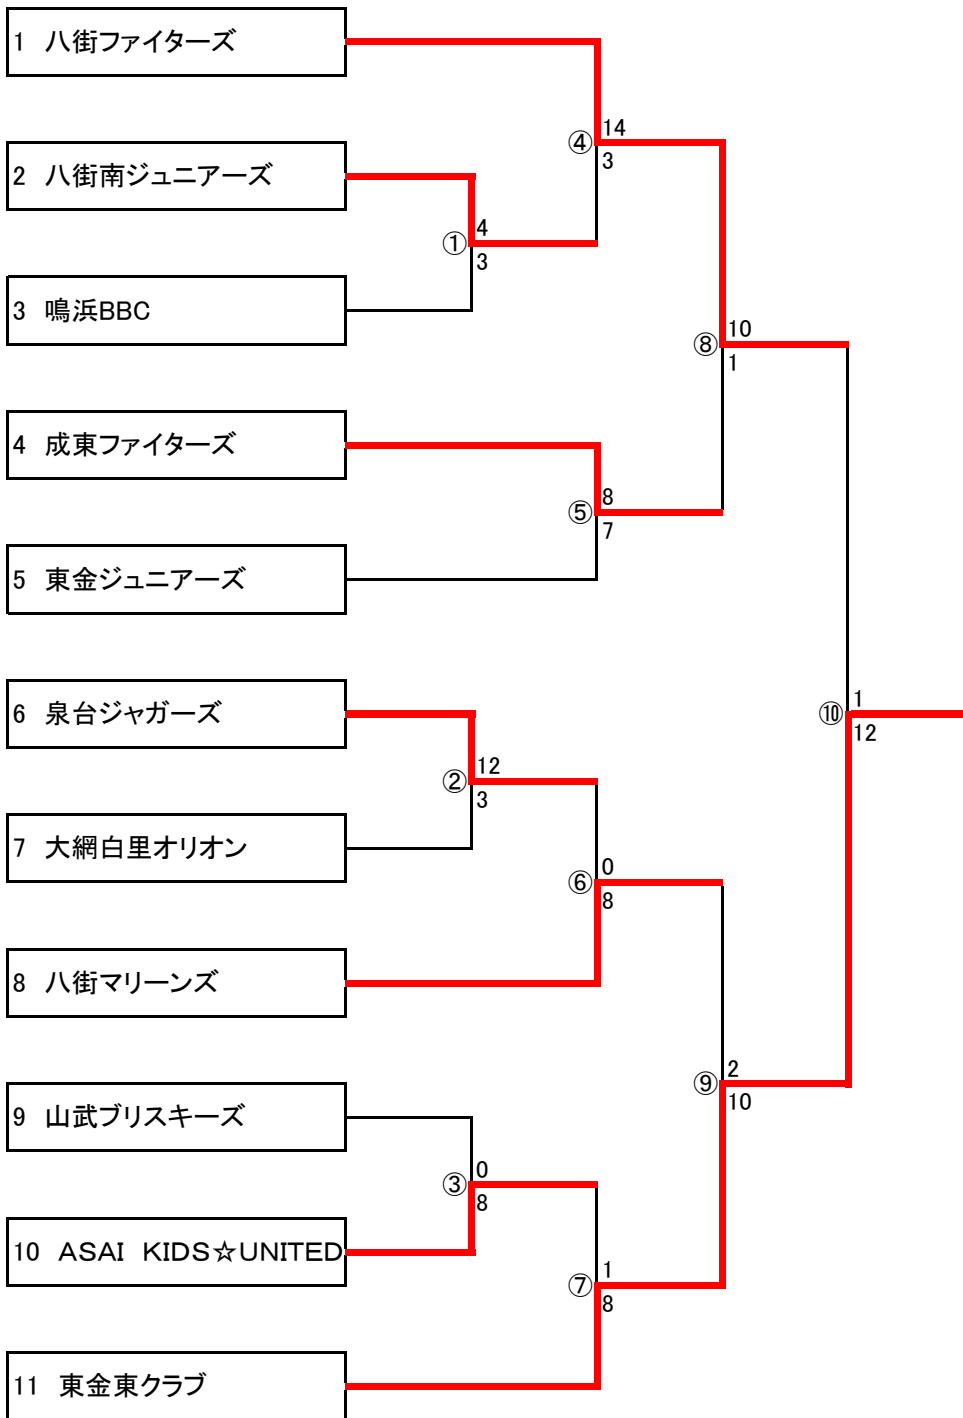 1 八街ファイターズ
14
④
2 八街南ジュニアーズ
3
4
①
3
3 鳴浜BBC
10
⑧
1
4 成東ファイターズ
8
⑤
7
5 東金ジュニアーズ
6 泉台ジャガーズ
1
⑩
12
12
②
3
7 大網白里オリオン
0
⑥
8
8 八街マリーンズ
2
⑨
10
9 山武ブリスキーズ
0
③
8
10 ASAI KIDS☆UNITED
1
⑦
8
11 東金東クラブ